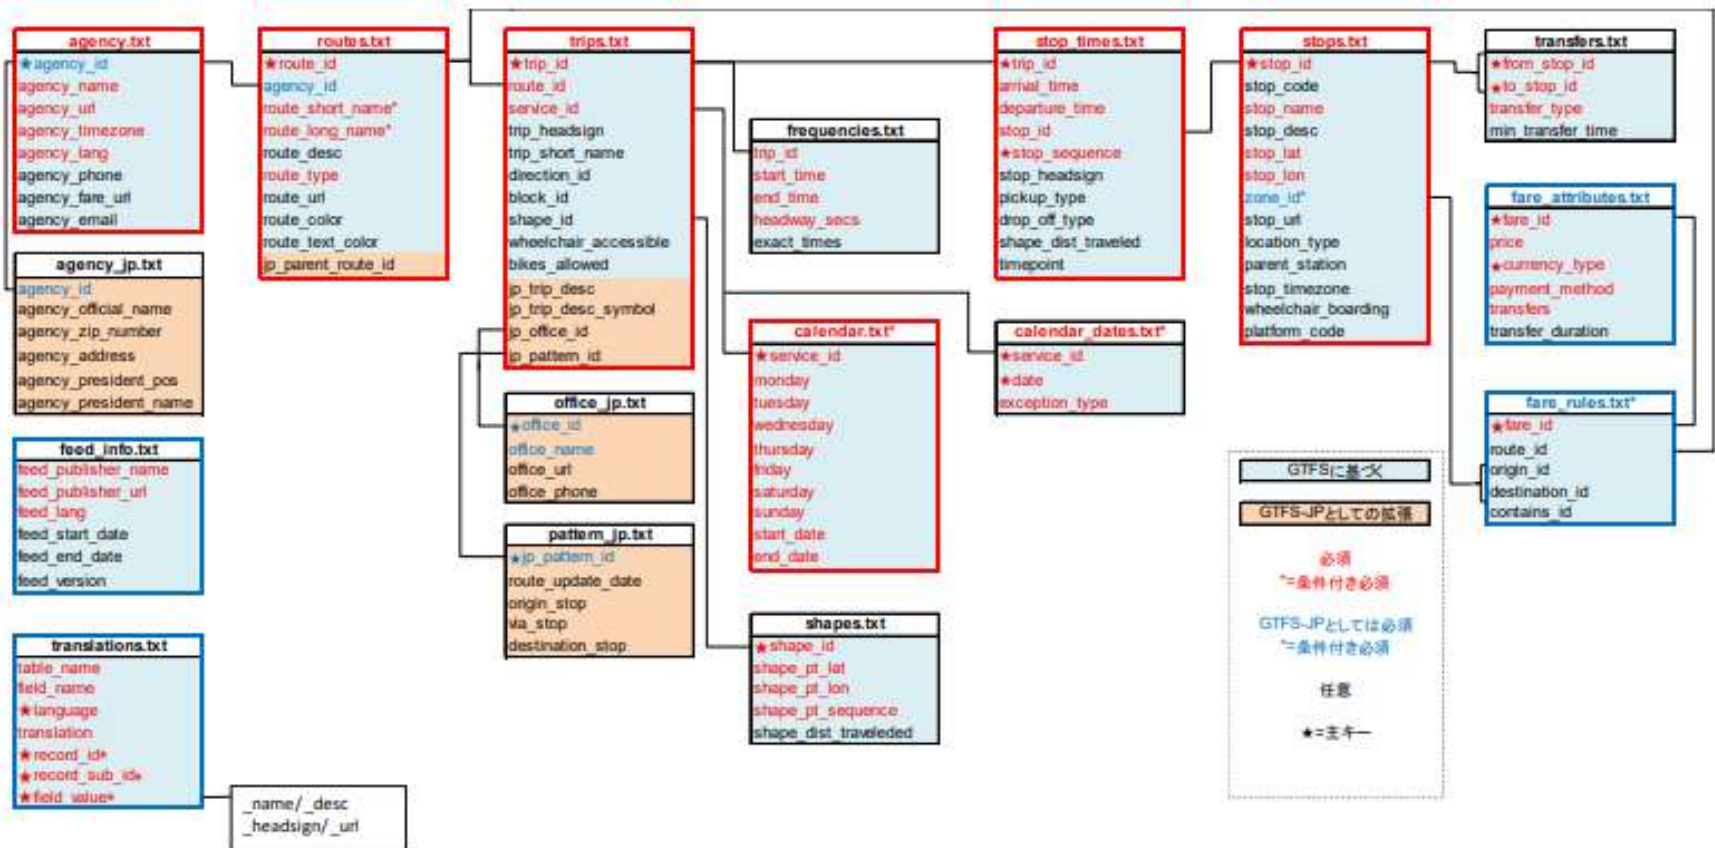 agency.txt
★agency_id
agency_name
agency_url
agency_timezone
agency_lang
agency_phone
agency_fare_url
agency_email
agency_jp.txt
agency_id
agency_official_name
agency_zip_number
agency_address
agency_president_pos
agency_president_name
feed_info.txt
feed_publisher_name
feed_publisher_url
feed_lang
feed_start_date
feed_end_date
feed_version
translations.txt
table_name
field_name
★language
translation
★record_id*
★record_sub_id*
★field_value*
_name/_desc
_headsign/_url
routes.txt
★route_id
agency_id
route_short_name*
route_long_name*
route_desc
route_type
route_url
route_color
route_text_color
jp_parent_route_id
trips.txt
★trip_id
route_id
service_id
trip_headsign
trip_short_name
direction_id
block_id
shape_id
wheelchair_accessible
bikes_allowed
jp_trip_desc
jp_trip_desc_symbol
jp_office_id
jp_pattern_id
office_jp.txt
★office_id
office_name
office_url
office_phone
pattern_jp.txt
★jp_pattern_id
route_update_date
origin_stop
via_stop
destination_stop
frequencies.txt
trip_id
start_time
end_time
headway_secs
exact_times
calendar.txt*
★service_id
monday
tuesday
wednesday
thursday
friday
saturday
sunday
start_date
end_date
shapes.txt
★shape_id
shape_pt_lat
shape_pt_lon
shape_pt_sequence
shape_dist_traveleded
stop_times.txt
★trip_id
arrival_time
departure_time
stop_id
★stop_sequence
stop_headsign
pickup_type
drop_off_type
shape_dist_traveled
timepoint
calendar_dates.txt*
★service_id
★date
exception_type
stops.txt
★stop_id
stop_code
stop_name
stop_desc
stop_lat
stop_lon
zone_id*
stop_url
location_type
parent_station
stop_timezone
wheelchair_boarding
platform_code
transfers.txt
★from_stop_id
★to_stop_id
transfer_type
min_transfer_time
fare_attributes.txt
★fare_id
price
★currency_type
payment_method
transfers
transfer_duration
fare_rules.txt*
★fare_id
route_id
origin_id
destination_id
contains_id
GTFSに基づく
GTFS-JPとしての拡張
必須
*=条件付き必須
GTFS-JPとしては必須
*=条件付き必須
任意
★=主キー